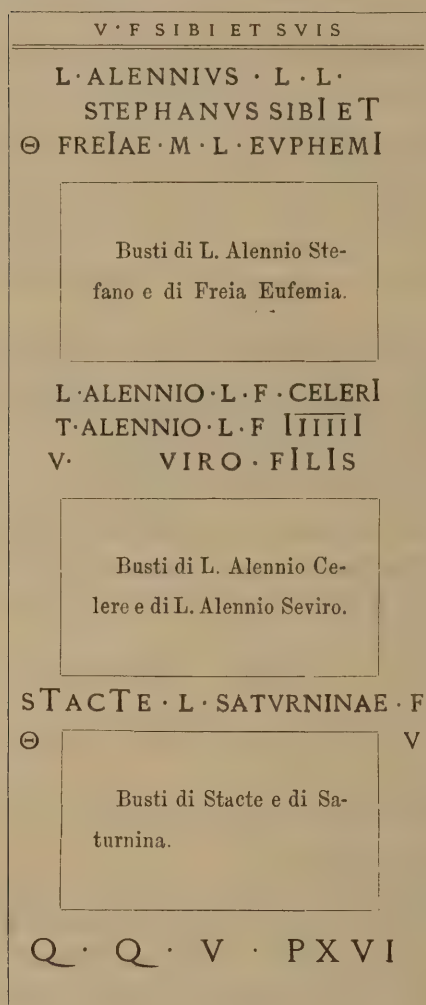 V · F SIBI ET SVIS
L · ALENNIVS · L · L ·
STEPHANVS SIBI ET
Θ FREIAE · M · L · EVPHEMI
Busti di L. Alennio Ste-
fano e di Freia Eufemia.
L · ALENNIO · L · F · CELERI
T · ALENNIO · L · F IIIIII
V · VIRO · FILIS
Busti di L. Alennio Ce-
lere e di L. Alennio Seviro.
STACTE · L · SATVRNINAE · F
Θ V
Busti di Stacte e di Sa-
turnina.
Q · Q · V · PXVI